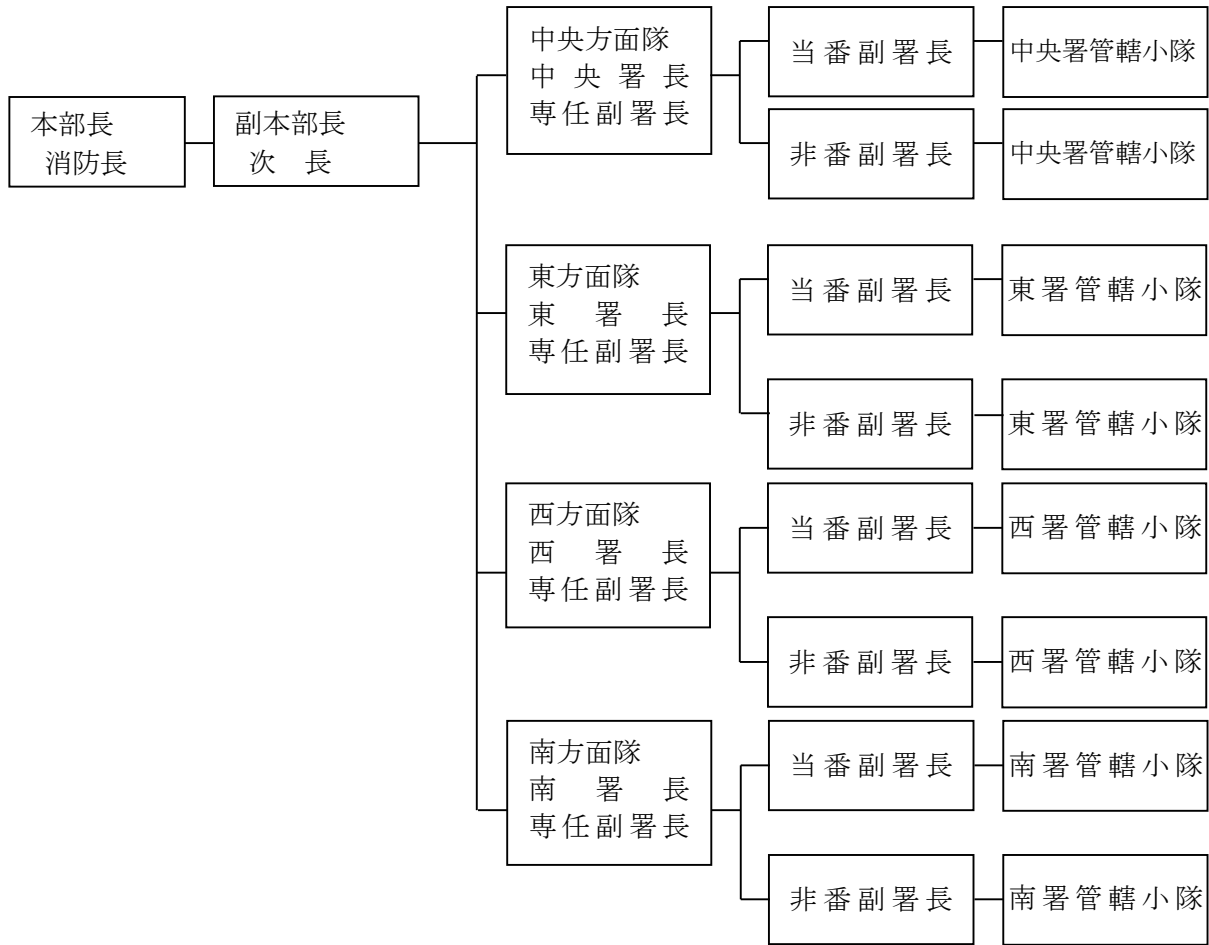 本部長
消防長
副本部長
次　長
中央方面隊
中央署長
専任副署長
当番副署長
中央署管轄小隊
非番副署長
中央署管轄小隊
東方面隊
東署長
専任副署長
当番副署長
東署管轄小隊
非番副署長
東署管轄小隊
西方面隊
西署長
専任副署長
当番副署長
西署管轄小隊
非番副署長
西署管轄小隊
南方面隊
南署長
専任副署長
当番副署長
南署管轄小隊
非番副署長
南署管轄小隊